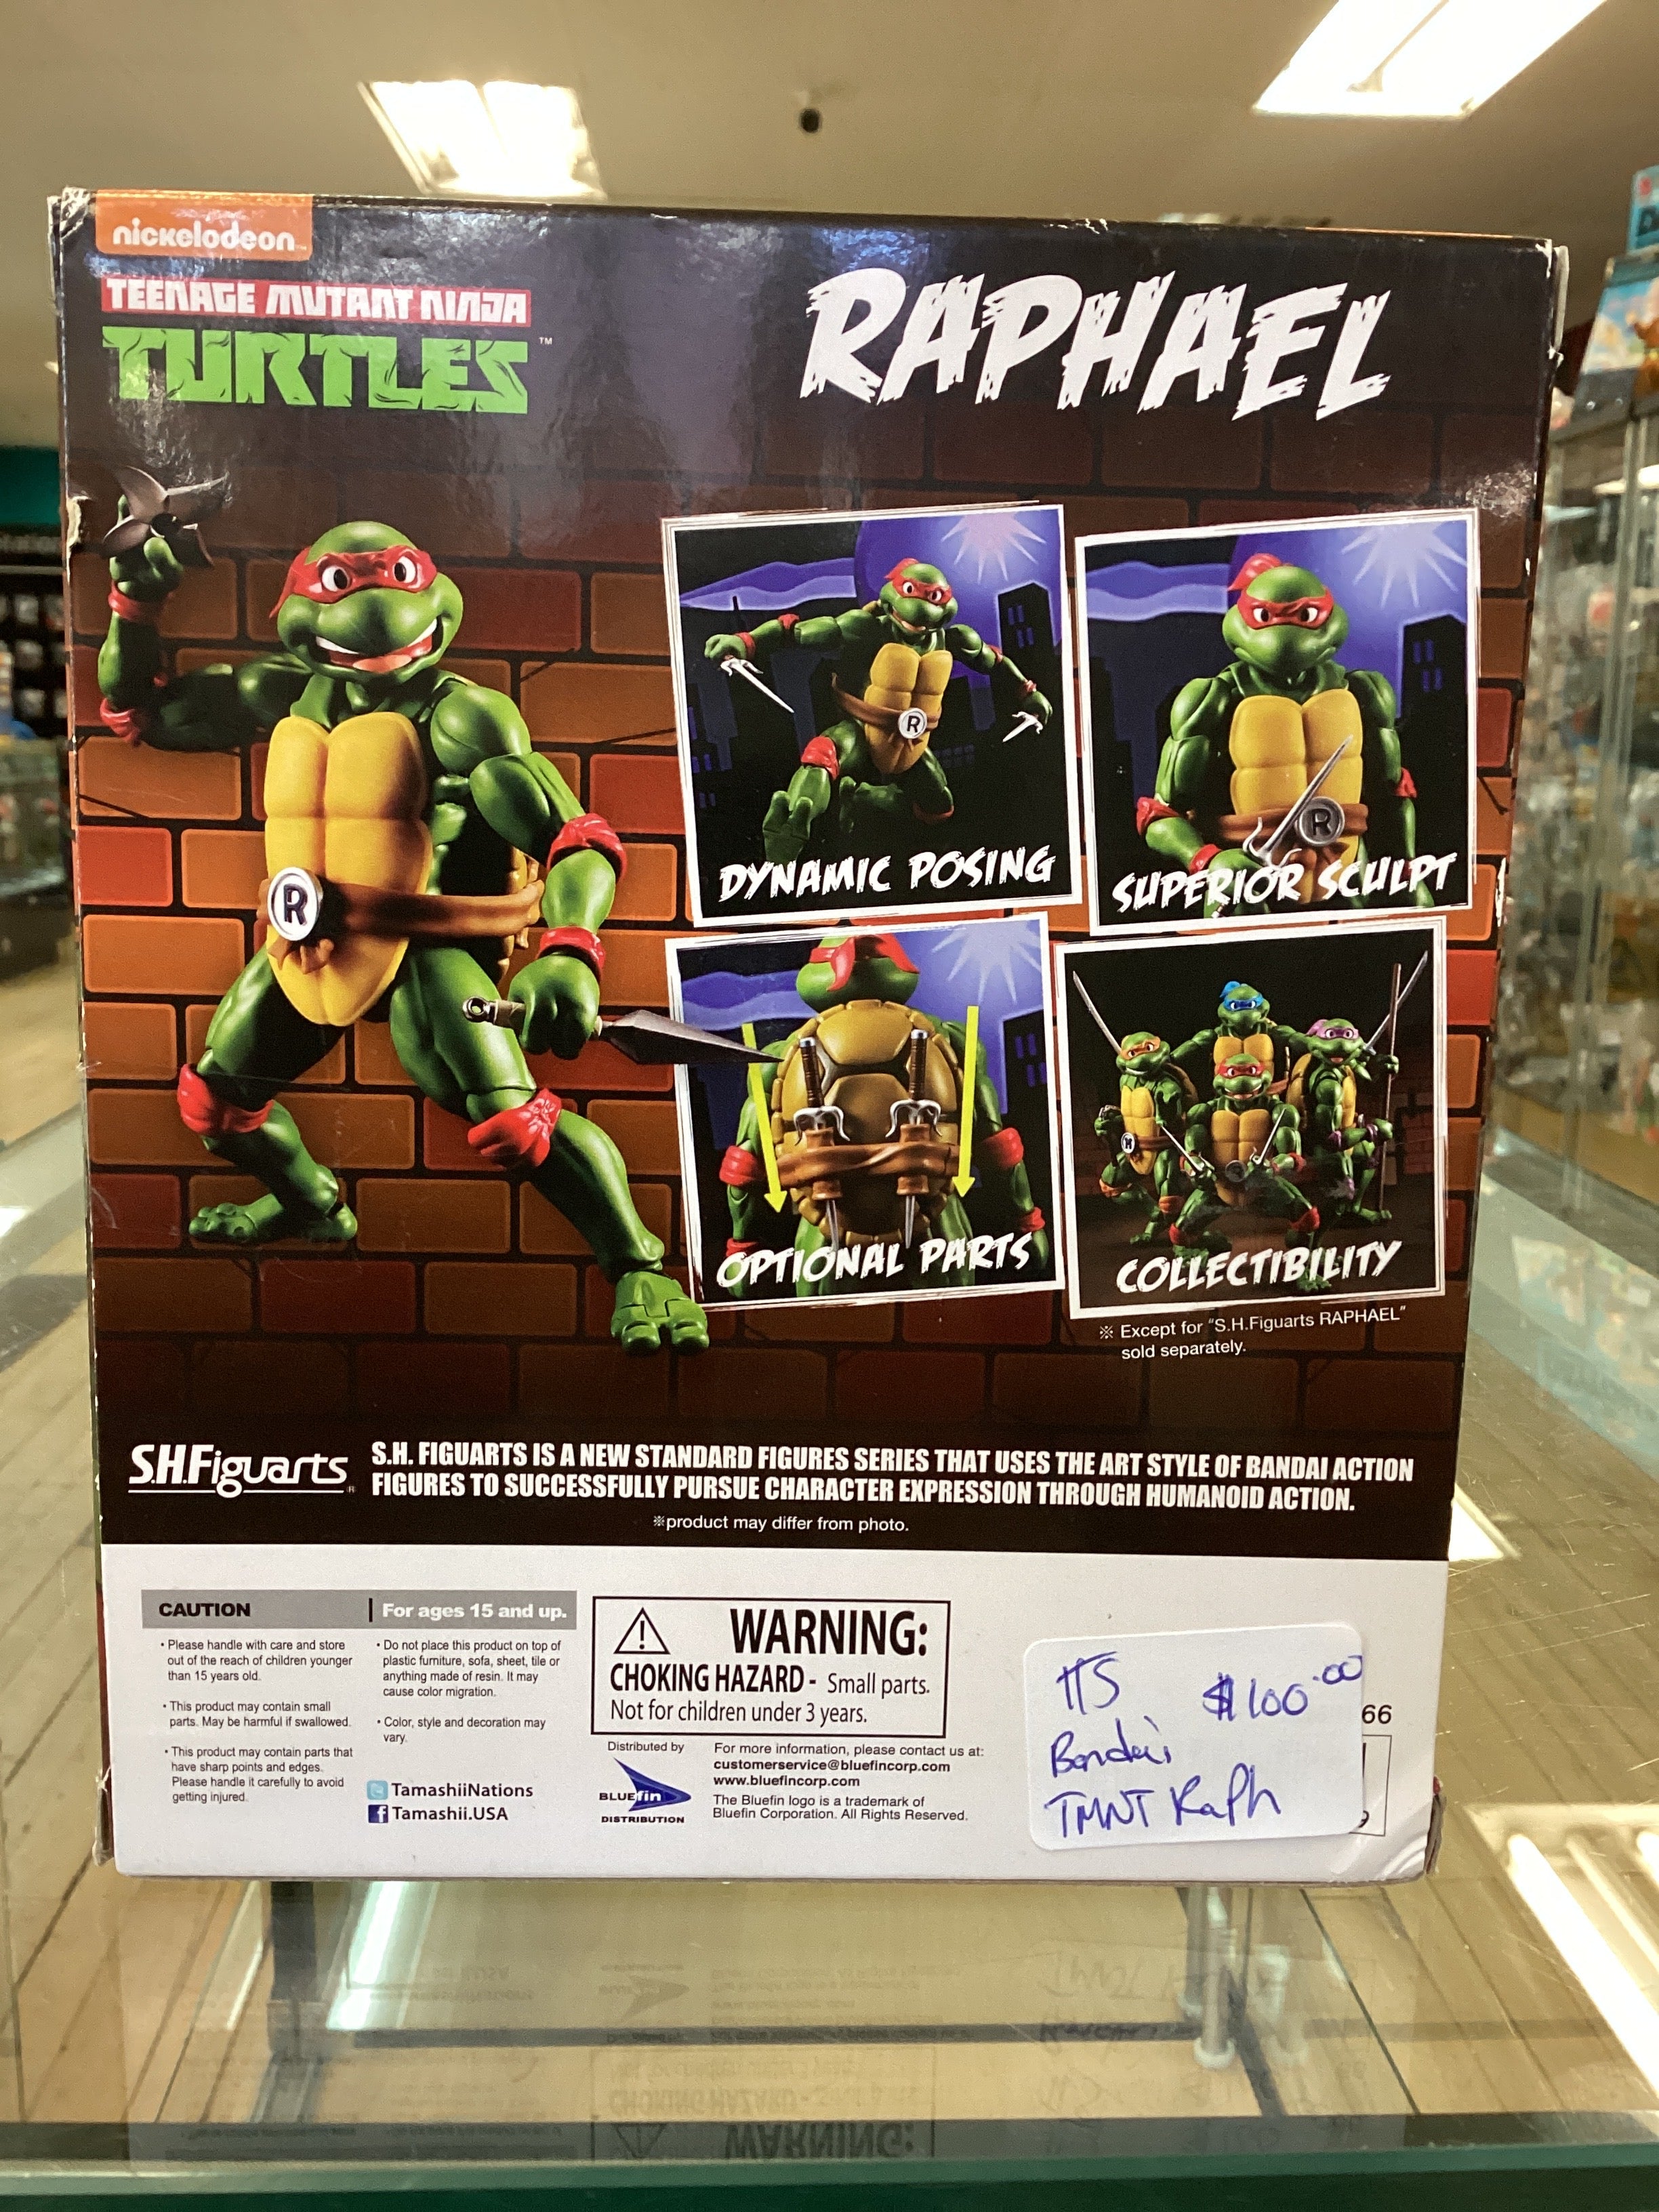 nickelodeon
TEENAGE MUTANT NINJA
TURTLES™
RAPHAEL
R
R
R
DYNAMIC POSING
SUPERIOR SCULPT
OPTIONAL PARTS
COLLECTIBILITY
※ Except for "S.H.Figuarts RAPHAEL"
sold separately.
S.H.Figuarts®
S.H. FIGUARTS IS A NEW STANDARD FIGURES SERIES THAT USES THE ART STYLE OF BANDAI ACTION
FIGURES TO SUCCESSFULLY PURSUE CHARACTER EXPRESSION THROUGH HUMANOID ACTION.
※product may differ from photo.
CAUTION | For ages 15 and up.
• Please handle with care and store
out of the reach of children younger
than 15 years old.
• This product may contain small
parts. May be harmful if swallowed.
• This product may contain parts that
have sharp points and edges.
Please handle it carefully to avoid
getting injured.
• Do not place this product on top of
plastic furniture, sofa, sheet, tile or
anything made of resin. It may
cause color migration.
• Color, style and decoration may
vary.
TamashiiNations
Tamashii.USA
WARNING:
CHOKING HAZARD - Small parts.
Not for children under 3 years.
Distributed by
BLUEfin
DISTRIBUTION
For more information, please contact us at:
customerservice@bluefincorp.com
www.bluefincorp.com
The Bluefin logo is a trademark of
Bluefin Corporation. All Rights Reserved.
$100.00
Bandai
TMNT Raph
66
9